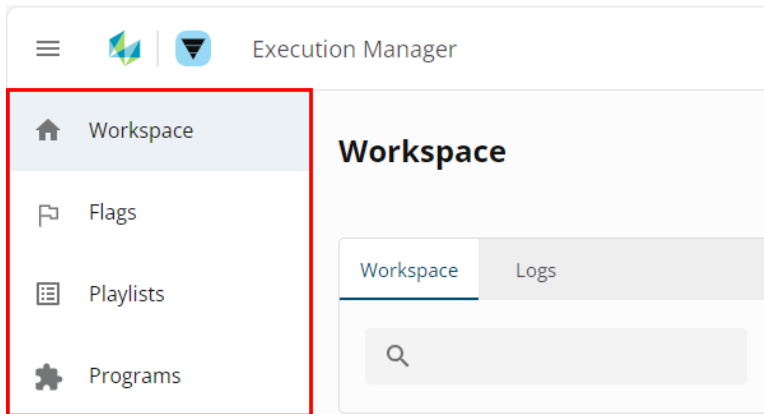 Execution Manager
Workspace
Flags
Playlists
Programs
Workspace
Workspace
Logs